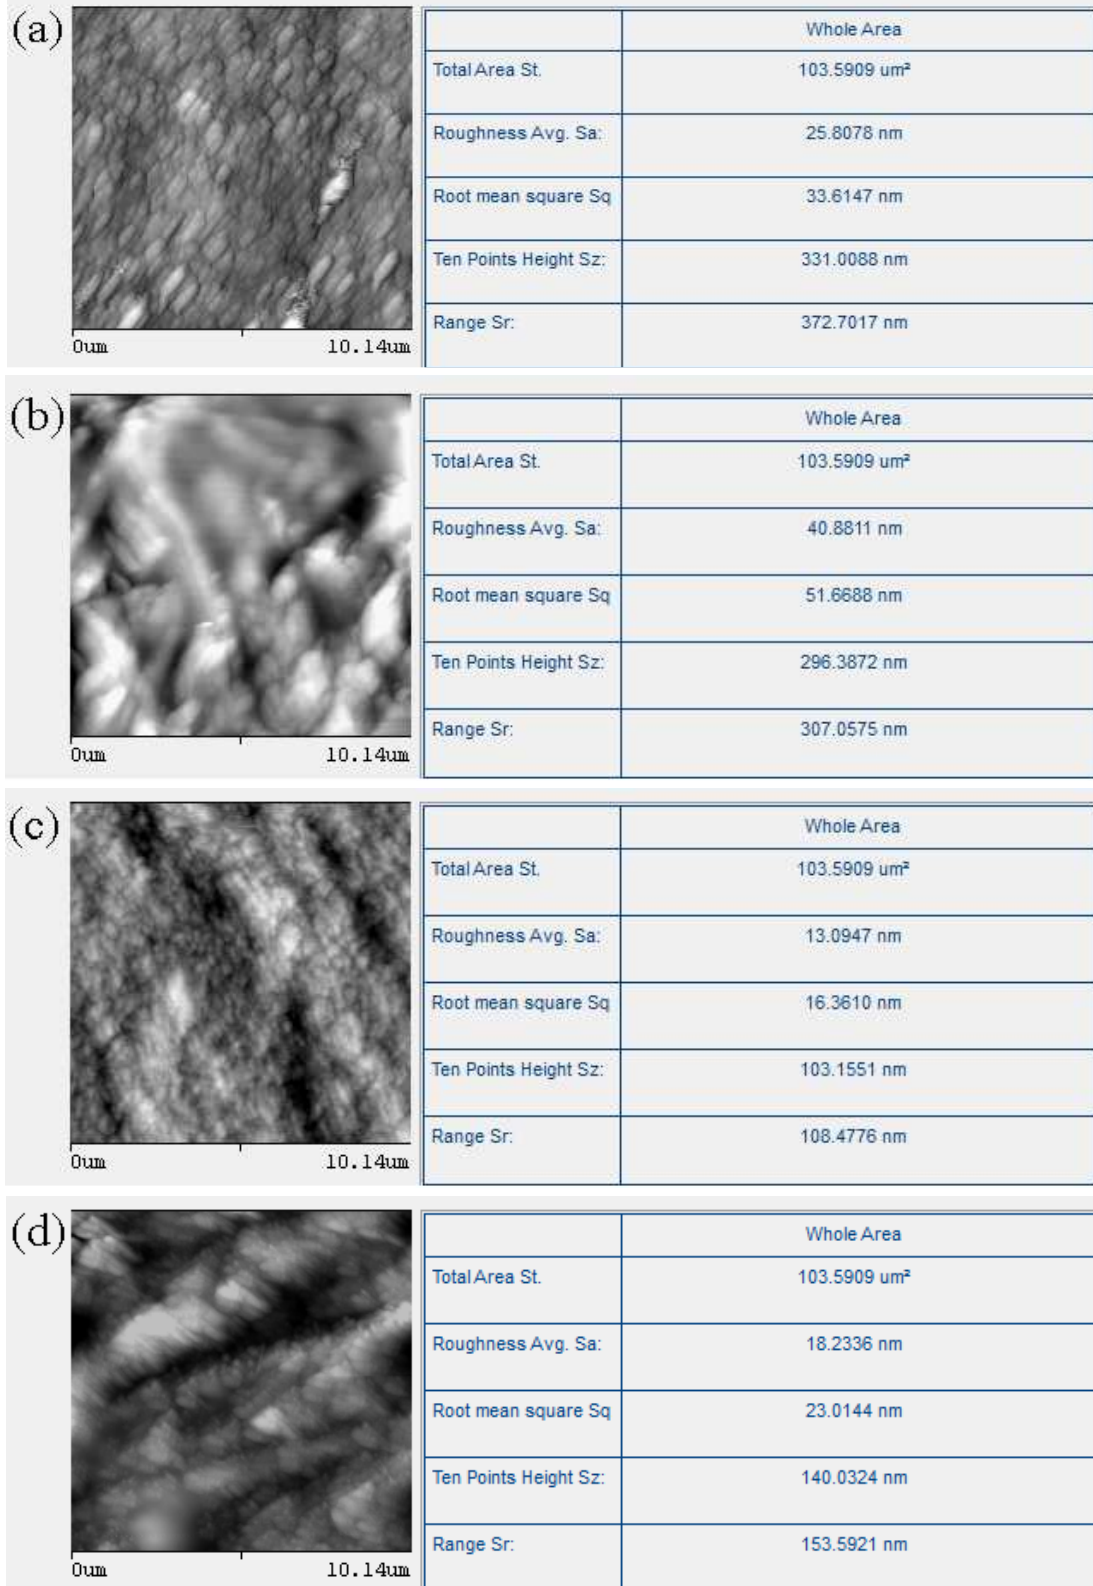 (a)
Whole Area
Total Area St. 103.5909 um²
Roughness Avg. Sa: 25.8078 nm
Root mean square Sq 33.6147 nm
Ten Points Height Sz: 331.0088 nm
Range Sr: 372.7017 nm
0um 10.14um
(b)
Whole Area
Total Area St. 103.5909 um²
Roughness Avg. Sa: 40.8811 nm
Root mean square Sq 51.6688 nm
Ten Points Height Sz: 296.3872 nm
Range Sr: 307.0575 nm
0um 10.14um
(c)
Whole Area
Total Area St. 103.5909 um²
Roughness Avg. Sa: 13.0947 nm
Root mean square Sq 16.3610 nm
Ten Points Height Sz: 103.1551 nm
Range Sr: 108.4776 nm
0um 10.14um
(d)
Whole Area
Total Area St. 103.5909 um²
Roughness Avg. Sa: 18.2336 nm
Root mean square Sq 23.0144 nm
Ten Points Height Sz: 140.0324 nm
Range Sr: 153.5921 nm
0um 10.14um